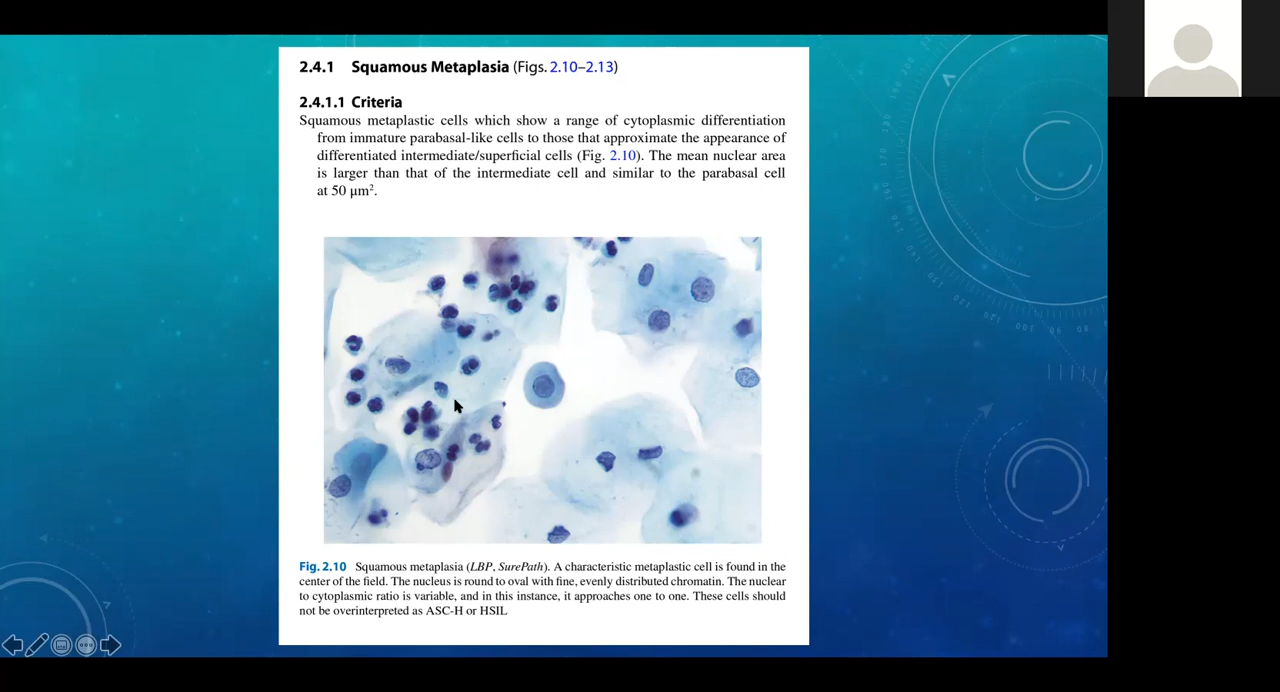 2.4.1 Squamous Metaplasia (Figs. 2.10–2.13)
2.4.1.1 Criteria
Squamous metaplastic cells which show a range of cytoplasmic differentiation
from immature parabasal-like cells to those that approximate the appearance of
differentiated intermediate/superficial cells (Fig. 2.10). The mean nuclear area
is larger than that of the intermediate cell and similar to the parabasal cell
at 50 μm².
Fig. 2.10 Squamous metaplasia (LBP, SurePath). A characteristic metaplastic cell is found in the
center of the field. The nucleus is round to oval with fine, evenly distributed chromatin. The nuclear
to cytoplasmic ratio is variable, and in this instance, it approaches one to one. These cells should
not be overinterpreted as ASC-H or HSIL